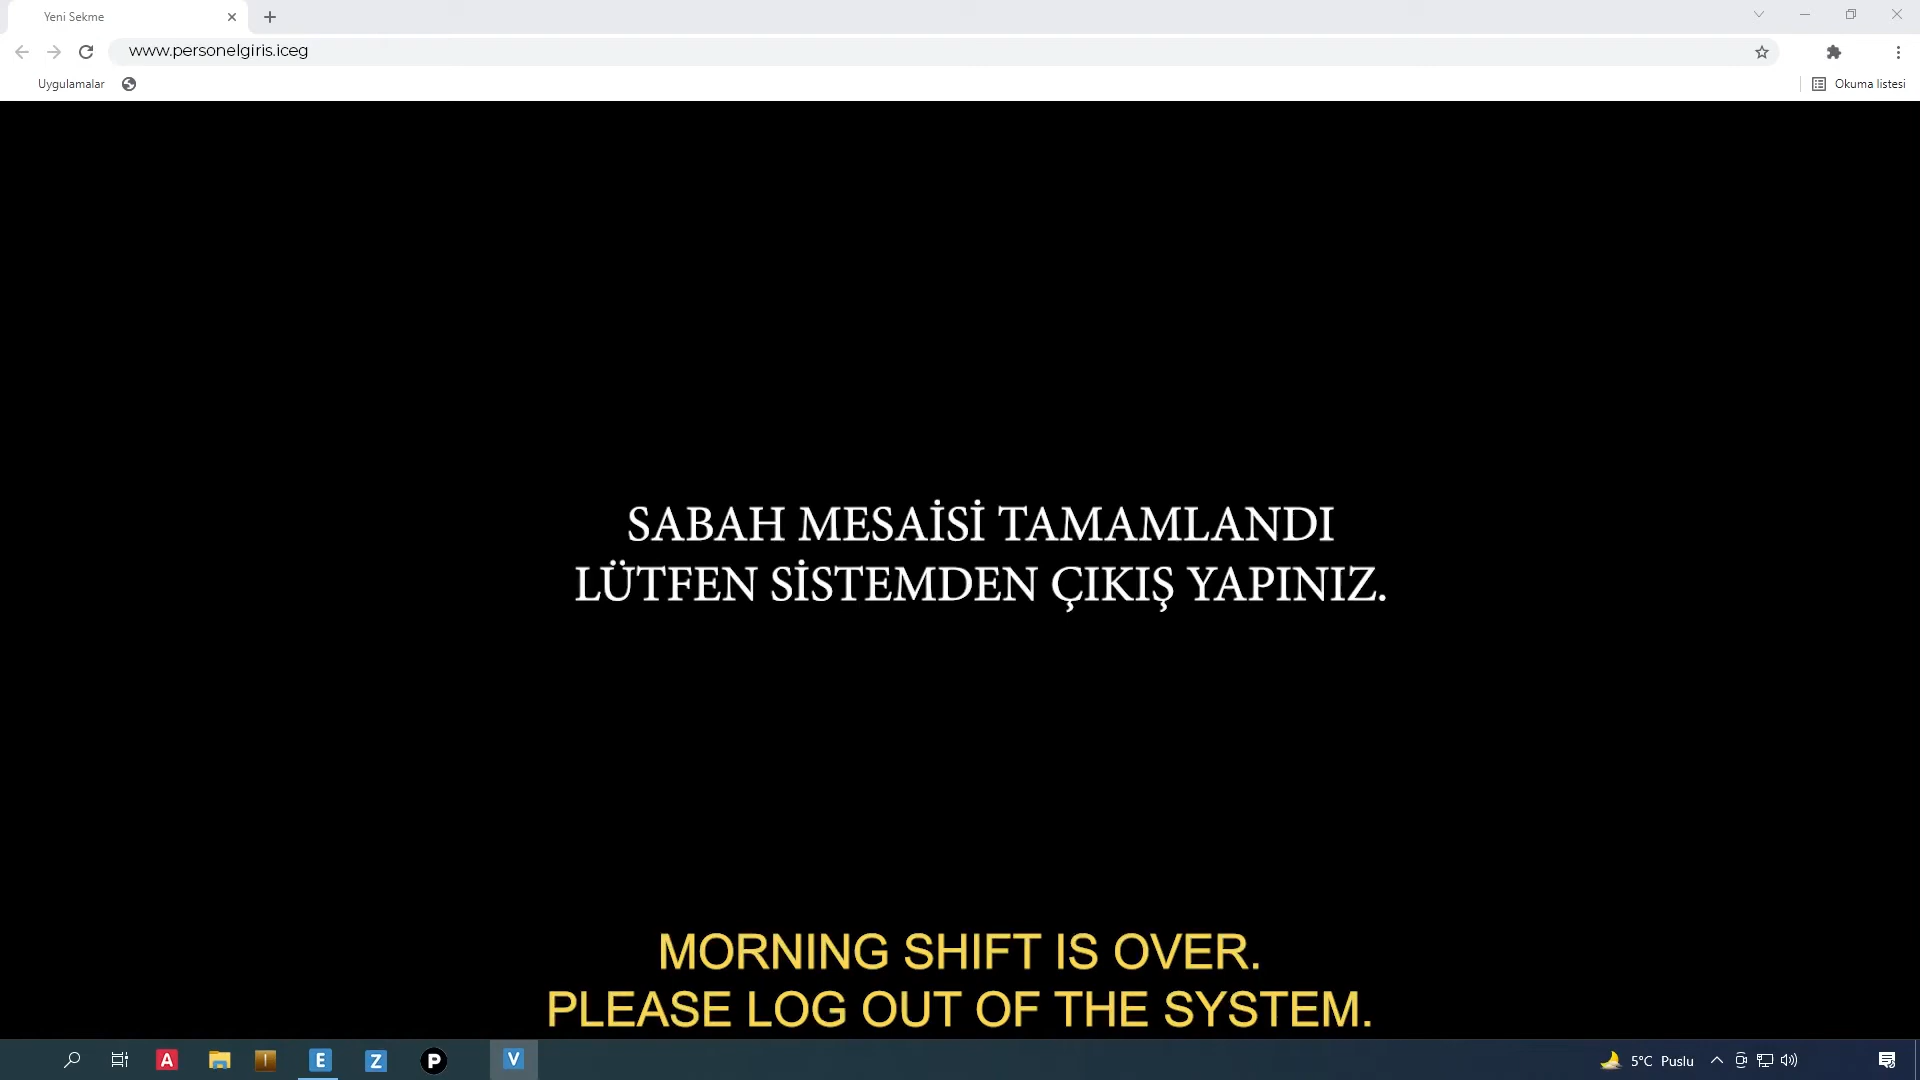 Yeni Sekme
www.personelgiris.iceg
Uygulamalar
Okuma listesi
SABAH MESAİSİ TAMAMLANDI
LÜTFEN SİSTEMDEN ÇIKIŞ YAPINIZ.
MORNING SHIFT IS OVER.
PLEASE LOG OUT OF THE SYSTEM.
A I E Z P V 5°C Puslu